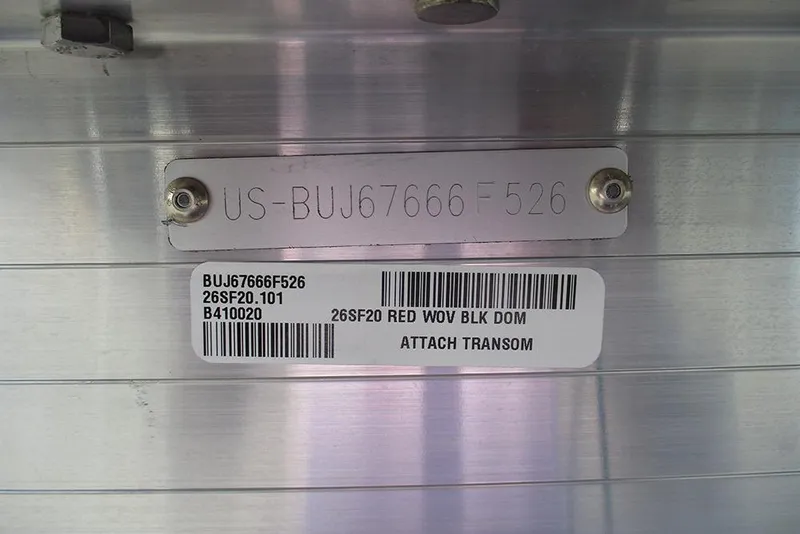 US-BUJ67666F526
BUJ67666F526
26SF20.101
B410020
26SF20 RED WOV BLK DOM
ATTACH TRANSOM